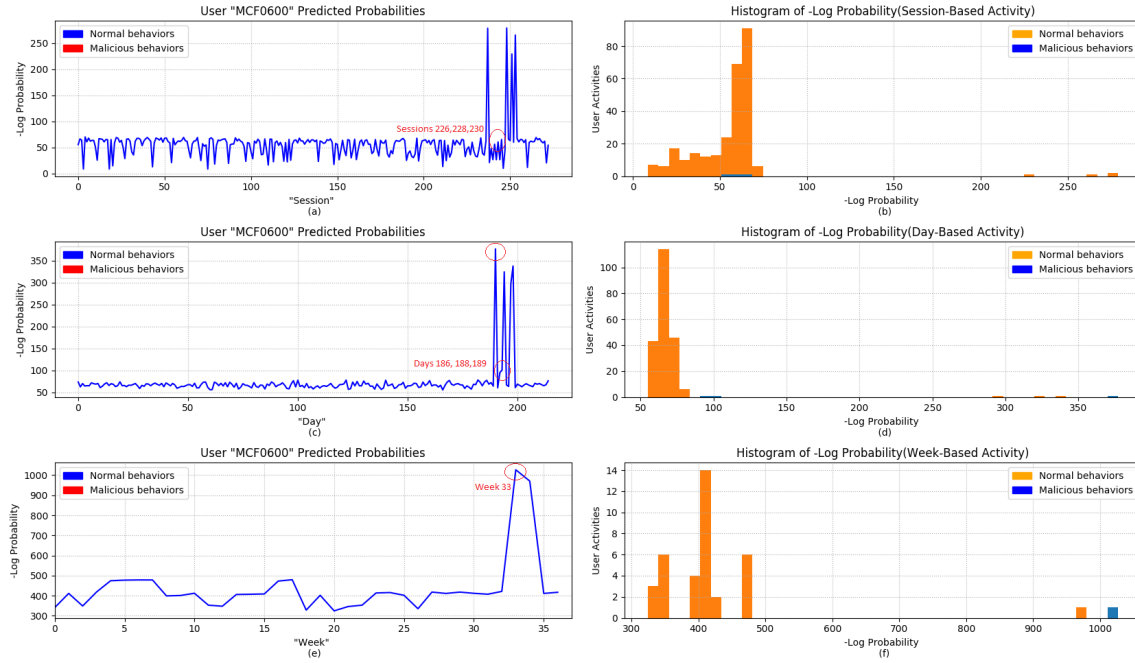 User "MCF0600" Predicted Probabilities
Normal behaviors
Malicious behaviors
Sessions 226,228,230
-Log Probability
250
200
150
100
50
0
0
50
100
150
200
250
"Session"
(a)
Histogram of -Log Probability(Session-Based Activity)
Normal behaviors
Malicious behaviors
User Activities
80
60
40
20
0
0
50
100
150
200
250
-Log Probability
(b)
User "MCF0600" Predicted Probabilities
Normal behaviors
Malicious behaviors
Days 186, 188,189
-Log Probability
350
300
250
200
150
100
50
0
50
100
150
200
"Day"
(c)
Histogram of -Log Probability(Day-Based Activity)
Normal behaviors
Malicious behaviors
User Activities
100
80
60
40
20
0
50
100
150
200
250
300
350
-Log Probability
(d)
User "MCF0600" Predicted Probabilities
Normal behaviors
Malicious behaviors
Week 33
-Log Probability
1000
900
800
700
600
500
400
300
0
5
10
15
20
25
30
35
"Week"
(e)
Histogram of -Log Probability(Week-Based Activity)
Normal behaviors
Malicious behaviors
User Activities
14
12
10
8
6
4
2
0
300
400
500
600
700
800
900
1000
-Log Probability
(f)